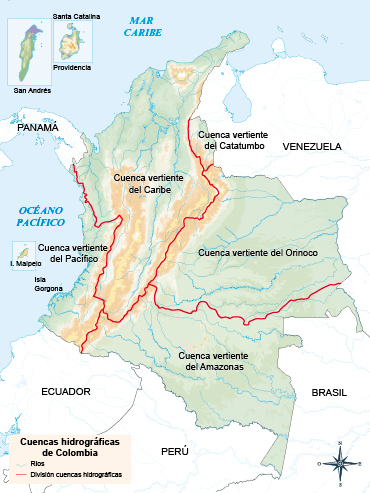 Santa Catalina
MAR
CARIBE
Providencia
San Andrés
PANAMÁ
Cuenca vertiente
del Catatumbo
VENEZUELA
Cuenca vertiente
del Caribe
OCÉANO
PACÍFICO
Cuenca vertiente
del Pacífico
Cuenca vertiente del Orinoco
I. Malpelo
Isla
Gorgona
Cuenca vertiente
del Amazonas
ECUADOR
BRASIL
PERÚ
Cuencas hidrográficas
de Colombia
Ríos
División cuencas hidrográficas
N